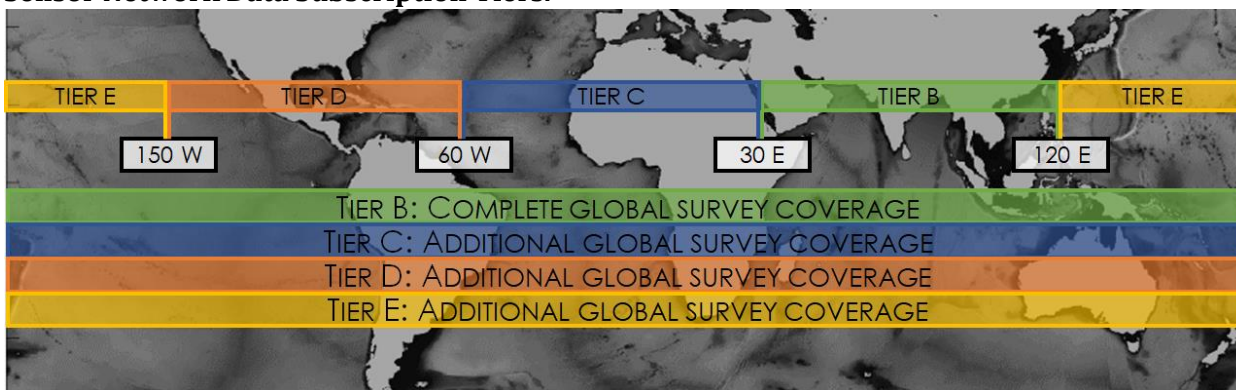 Sensor Network Data Subscription Tiers:
TIER E TIER D TIER C TIER B TIER E
150 W 60 W 30 E 120 E
TIER B: COMPLETE GLOBAL SURVEY COVERAGE
TIER C: ADDITIONAL GLOBAL SURVEY COVERAGE
TIER D: ADDITIONAL GLOBAL SURVEY COVERAGE
TIER E: ADDITIONAL GLOBAL SURVEY COVERAGE